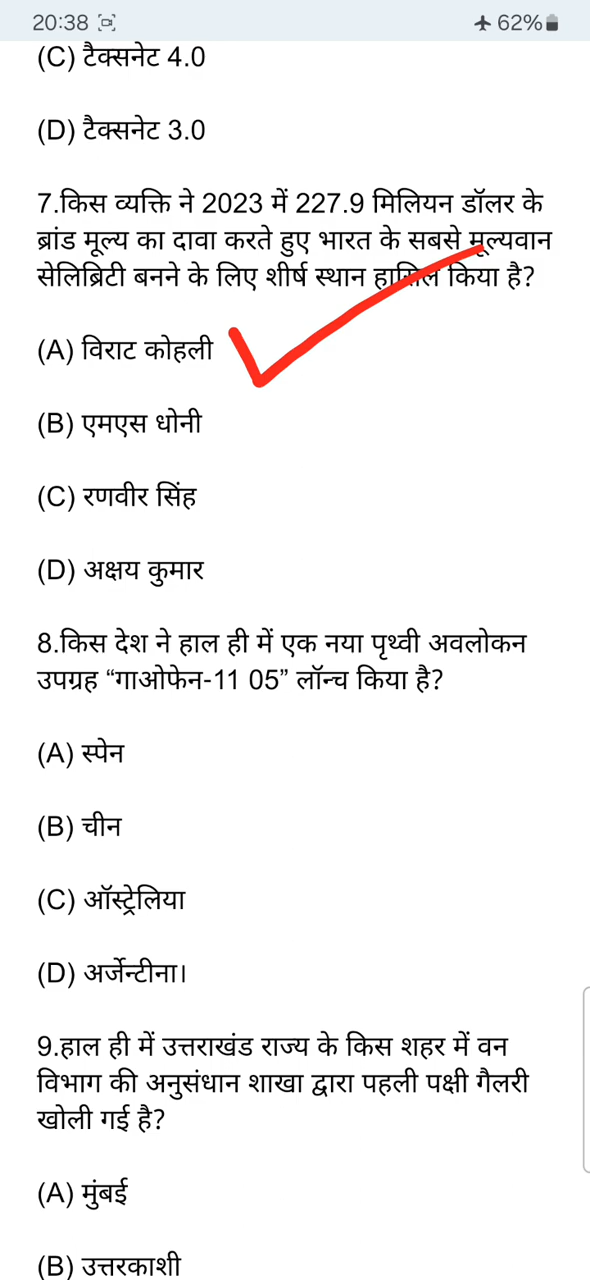 20:38 62%
(C) टैक्सनेट 4.0
(D) टैक्सनेट 3.0
7.किस व्यक्ति ने 2023 में 227.9 मिलियन डॉलर के
ब्रांड मूल्य का दावा करते हुए भारत के सबसे मूल्यवान
सेलिब्रिटी बनने के लिए शीर्ष स्थान हासिल किया है?
(A) विराट कोहली
(B) एमएस धोनी
(C) रणवीर सिंह
(D) अक्षय कुमार
8.किस देश ने हाल ही में एक नया पृथ्वी अवलोकन
उपग्रह “गाओफेन-11 05” लॉन्च किया है?
(A) स्पेन
(B) चीन
(C) ऑस्ट्रेलिया
(D) अर्जेन्टीना।
9.हाल ही में उत्तराखंड राज्य के किस शहर में वन
विभाग की अनुसंधान शाखा द्वारा पहली पक्षी गैलरी
खोली गई है?
(A) मुंबई
(B) उत्तरकाशी